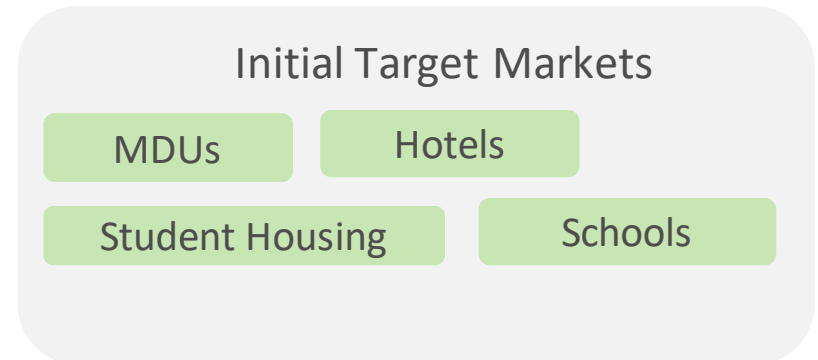 Initial Target Markets
MDUs
Hotels
Student Housing
Schools